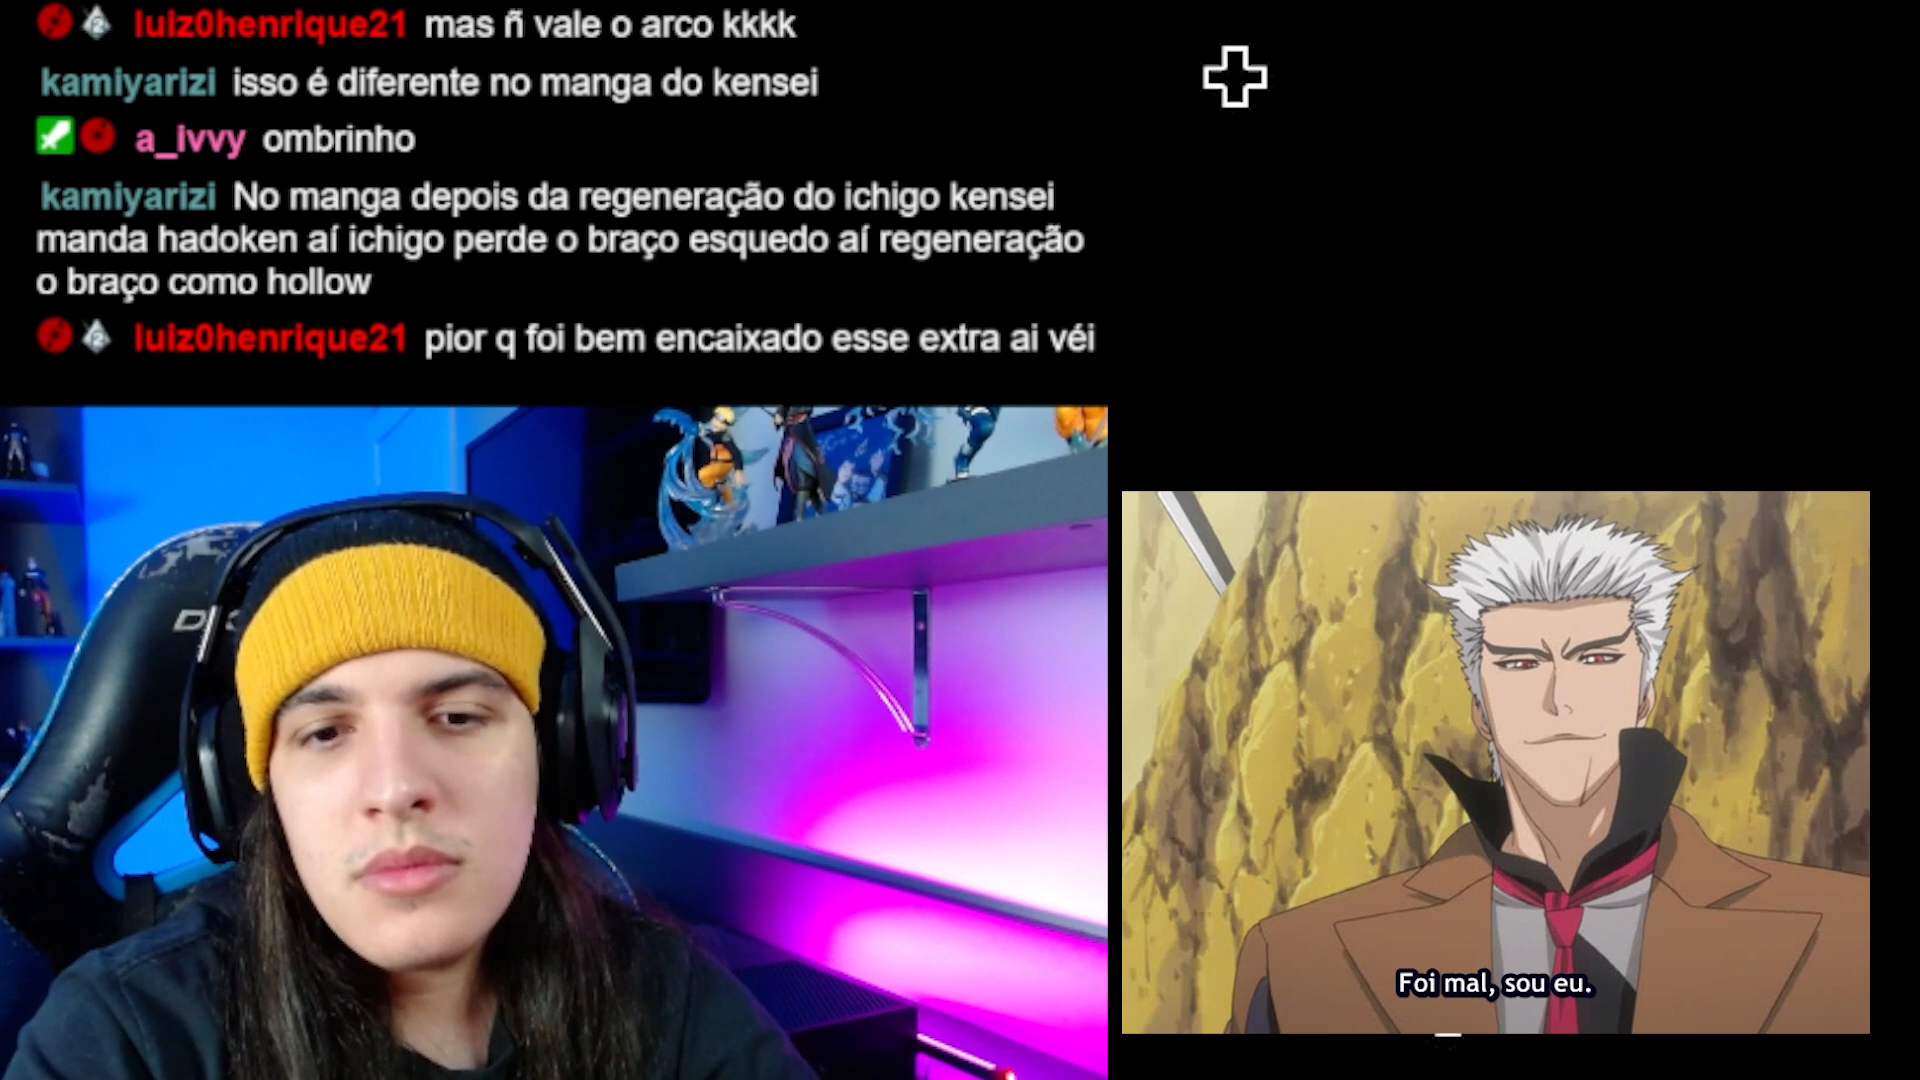 luiz0henrique21 mas ñ vale o arco kkkk
kamiyarizi isso é diferente no manga do kensei
a_ivvy ombrinho
kamiyarizi No manga depois da regeneração do ichigo kensei
manda hadoken aí ichigo perde o braço esquedo aí regeneração
o braço como hollow
luiz0henrique21 pior q foi bem encaixado esse extra ai véi
Foi mal, sou eu.